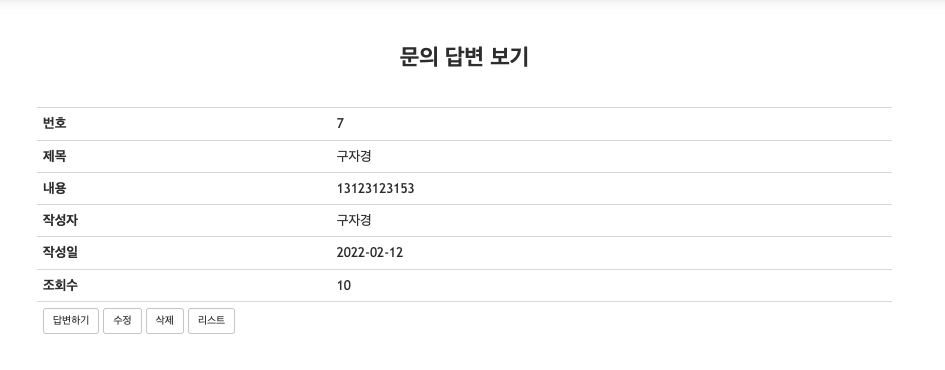 문의 답변 보기
번호 7
제목 구자경
내용 13123123153
작성자 구자경
작성일 2022-02-12
조회수 10
답변하기 수정 삭제 리스트